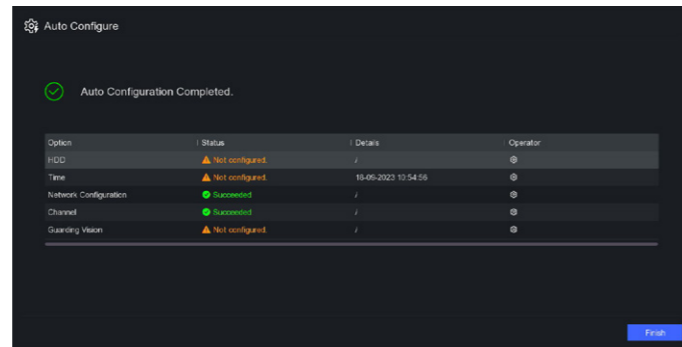 Auto Configure
Auto Configuration Completed.
Option Status Details Operator
HDD Not configured. /
Time Not configured. 18-09-2023 10:54:56
Network Configuration Succeeded /
Channel Succeeded /
Guarding Vision Not configured. /
Finish